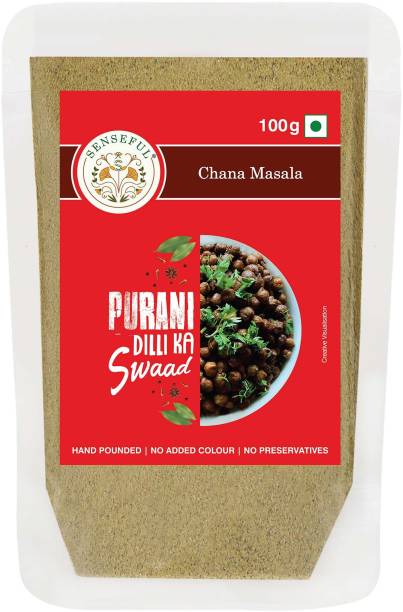 100g
SENSEFUL®
Chana Masala
PURANI
DILLI KA
Swaad
Creative Visualisation
HAND POUNDED | NO ADDED COLOUR | NO PRESERVATIVES